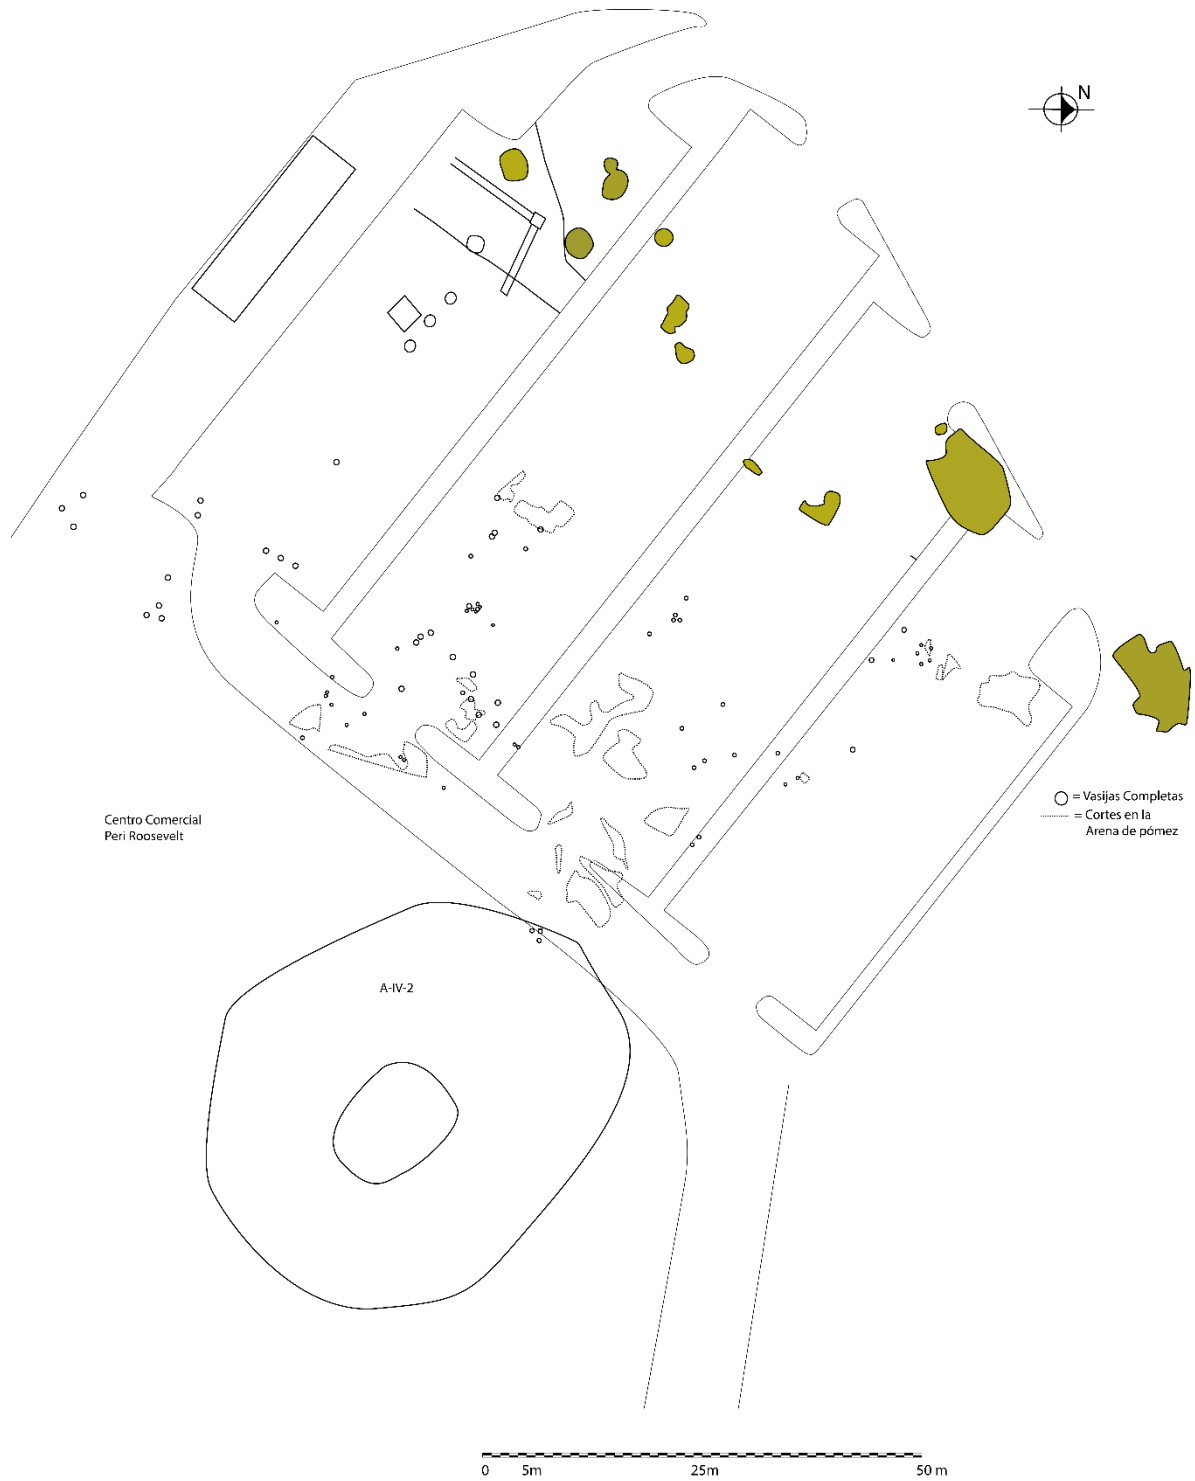 N
= Vasijas Completas
= Cortes en la
Arena de pómez
Centro Comercial
Peri Roosevelt
A-IV-2
0 5m 25m 50 m